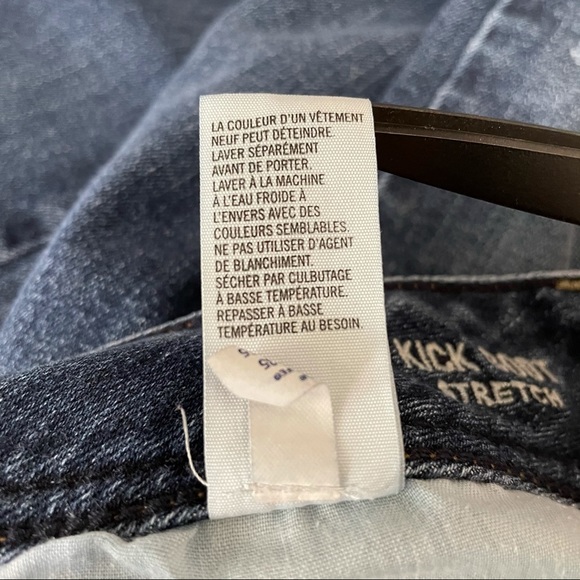 LA COULEUR D'UN VÊTEMENT
NEUF PEUT DÉTEINDRE.
LAVER SÉPARÉMENT
AVANT DE PORTER.
LAVER À LA MACHINE
À L'EAU FROIDE À
L'ENVERS AVEC DES
COULEURS SEMBLABLES.
NE PAS UTILISER D'AGENT
DE BLANCHIMENT.
SÉCHER PAR CULBUTAGE
À BASSE TEMPÉRATURE.
REPASSER À BASSE
TEMPÉRATURE AU BESOIN.
KICK BOOT
STRETCH